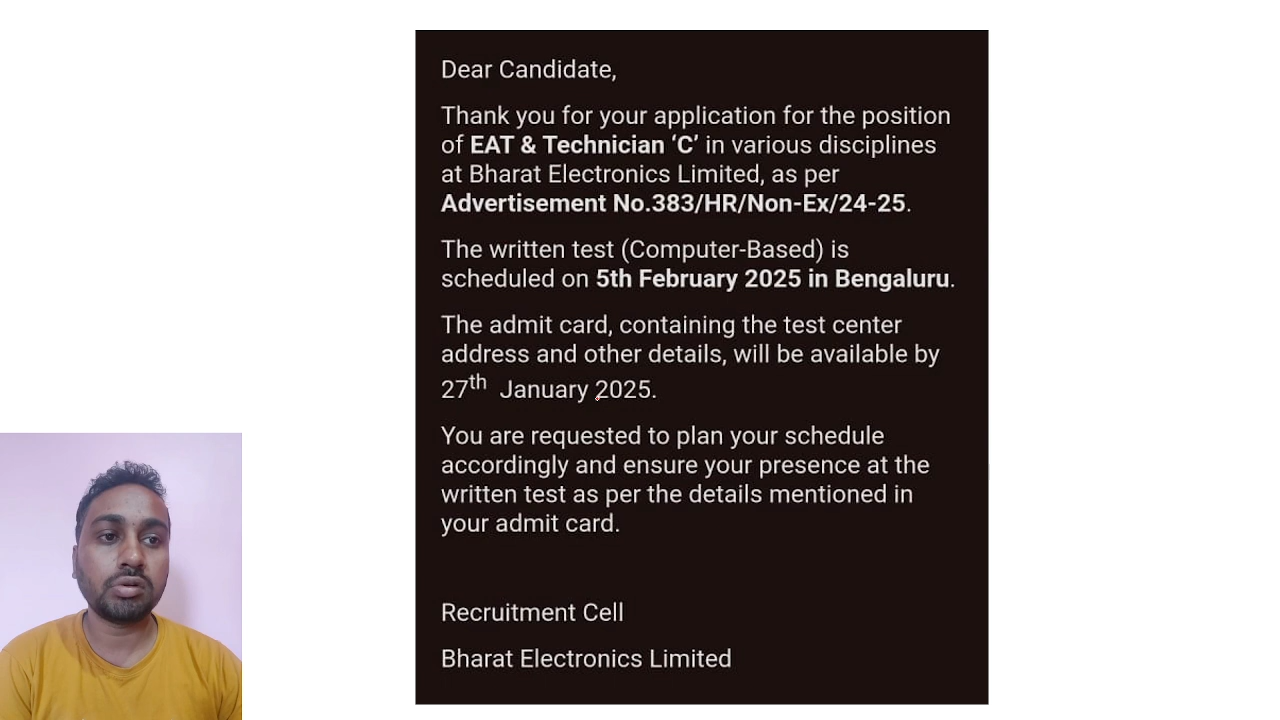 Dear Candidate,
Thank you for your application for the position
of EAT & Technician ‘C’ in various disciplines
at Bharat Electronics Limited, as per
Advertisement No.383/HR/Non-Ex/24-25.
The written test (Computer-Based) is
scheduled on 5th February 2025 in Bengaluru.
The admit card, containing the test center
address and other details, will be available by
27th January 2025.
You are requested to plan your schedule
accordingly and ensure your presence at the
written test as per the details mentioned in
your admit card.
Recruitment Cell
Bharat Electronics Limited